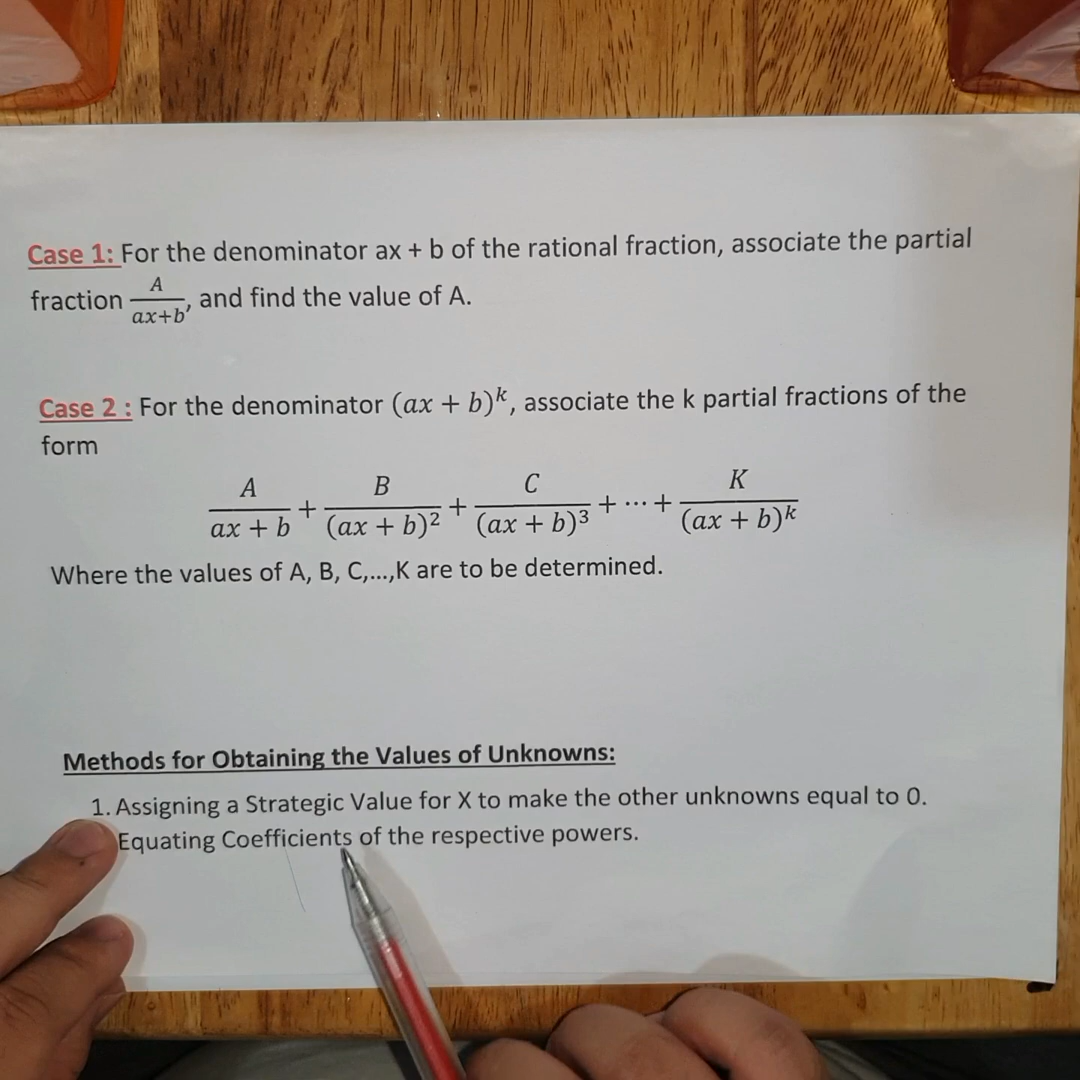 Case 1: For the denominator ax + b of the rational fraction, associate the partial
fraction A/(ax+b), and find the value of A.
Case 2 : For the denominator (ax + b)^k, associate the k partial fractions of the
form
A/(ax + b) + B/(ax + b)^2 + C/(ax + b)^3 + ⋯ + K/(ax + b)^k
Where the values of A, B, C,...,K are to be determined.
Methods for Obtaining the Values of Unknowns:
1. Assigning a Strategic Value for X to make the other unknowns equal to 0.
Equating Coefficients of the respective powers.